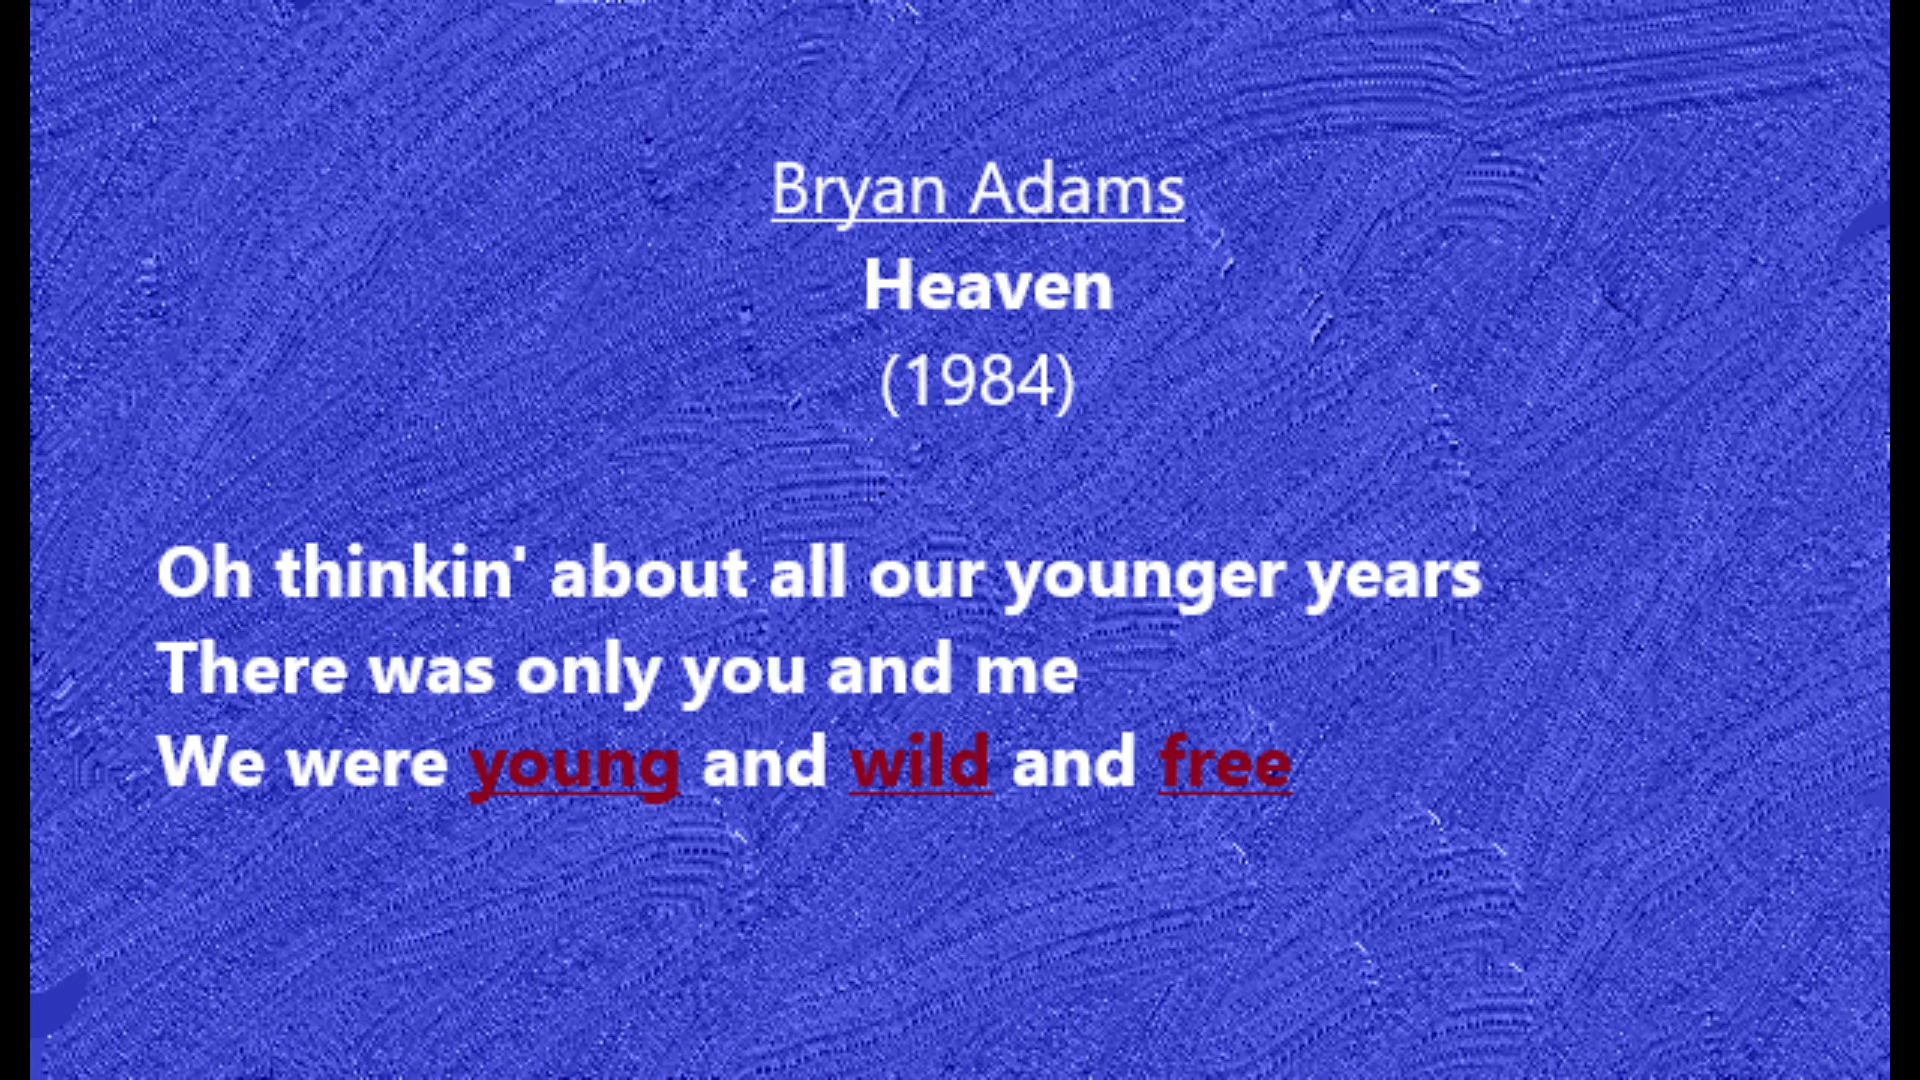 Bryan Adams
Heaven
(1984)
Oh thinkin' about all our younger years
There was only you and me
We were young and wild and free